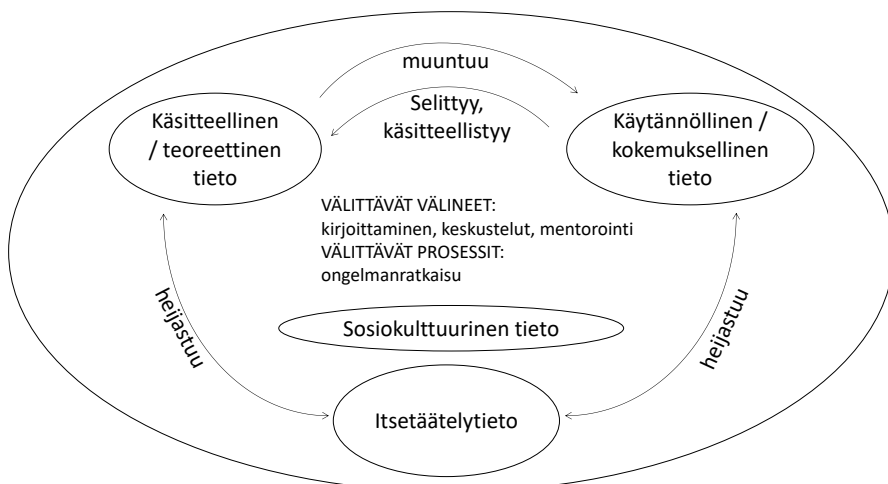 muuntuu
Selittyy,
käsitteellistyy
Käsitteellinen
/ teoreettinen
tieto
Käytännöllinen /
kokemuksellinen
tieto
VÄLITTÄVÄT VÄLINEET:
kirjoittaminen, keskustelut, mentorointi
VÄLITTÄVÄT PROSESSIT:
ongelmanratkaisu
heijastuu
heijastuu
Sosiokulttuurinen tieto
Itsetäätelytieto